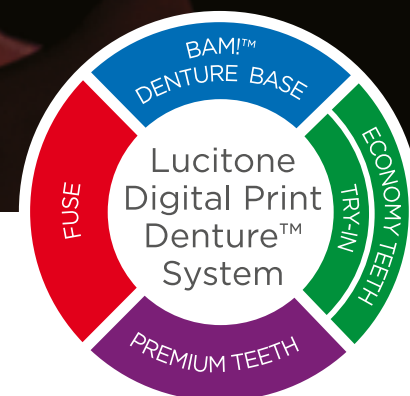 BAM!™
DENTURE BASE
ECONOMY TEETH
TRY-IN
FUSE
Lucitone
Digital Print
Denture™
System
PREMIUM TEETH